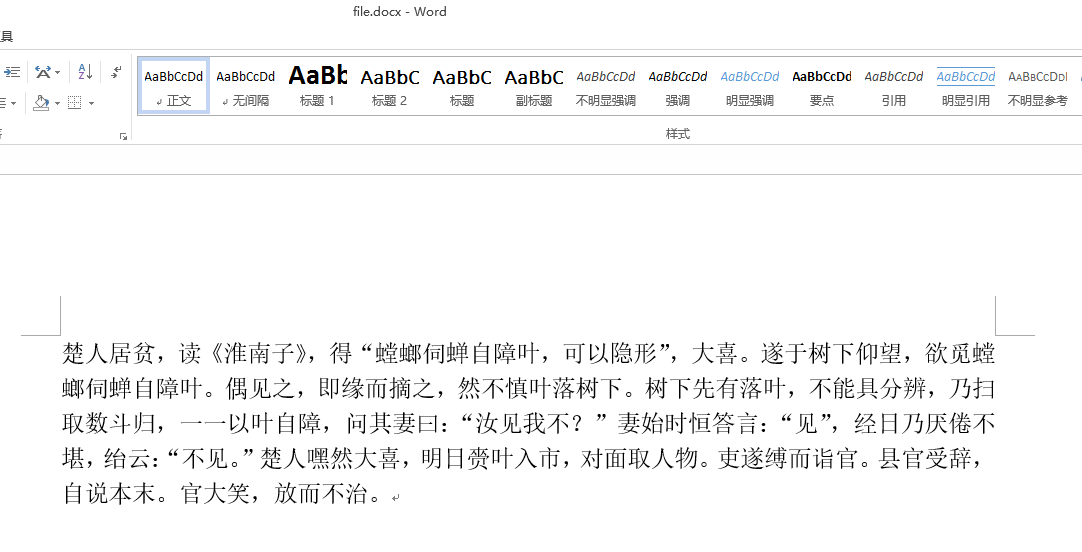 file.docx - Word
具
AaBbCcDd AaBbCcDd AaBb AaBbC AaBbC AaBbC AaBbCcDd AaBbCcDd AaBbCcDd AaBbCcDd AaBbCcDd AaBbCcDd AaBbCcDd
正文 无间隔 标题 1 标题 2 标题 副标题 不明显强调 强调 明显强调 要点 引用 明显引用 不明显参考
样式
楚人居贫，读《淮南子》，得“螳螂伺蝉自障叶，可以隐形”，大喜。遂于树下仰望，欲觅螳
螂伺蝉自障叶。偶见之，即缘而摘之，然不慎叶落树下。树下先有落叶，不能具分辨，乃扫
取数斗归，一一以叶自障，问其妻曰：“汝见我不？”妻始时恒答言：“见”，经日乃厌倦不
堪，绐云：“不见。”楚人嘿然大喜，明日赍叶入市，对面取人物。吏遂缚而诣官。县官受辞，
自说本末。官大笑，放而不治。